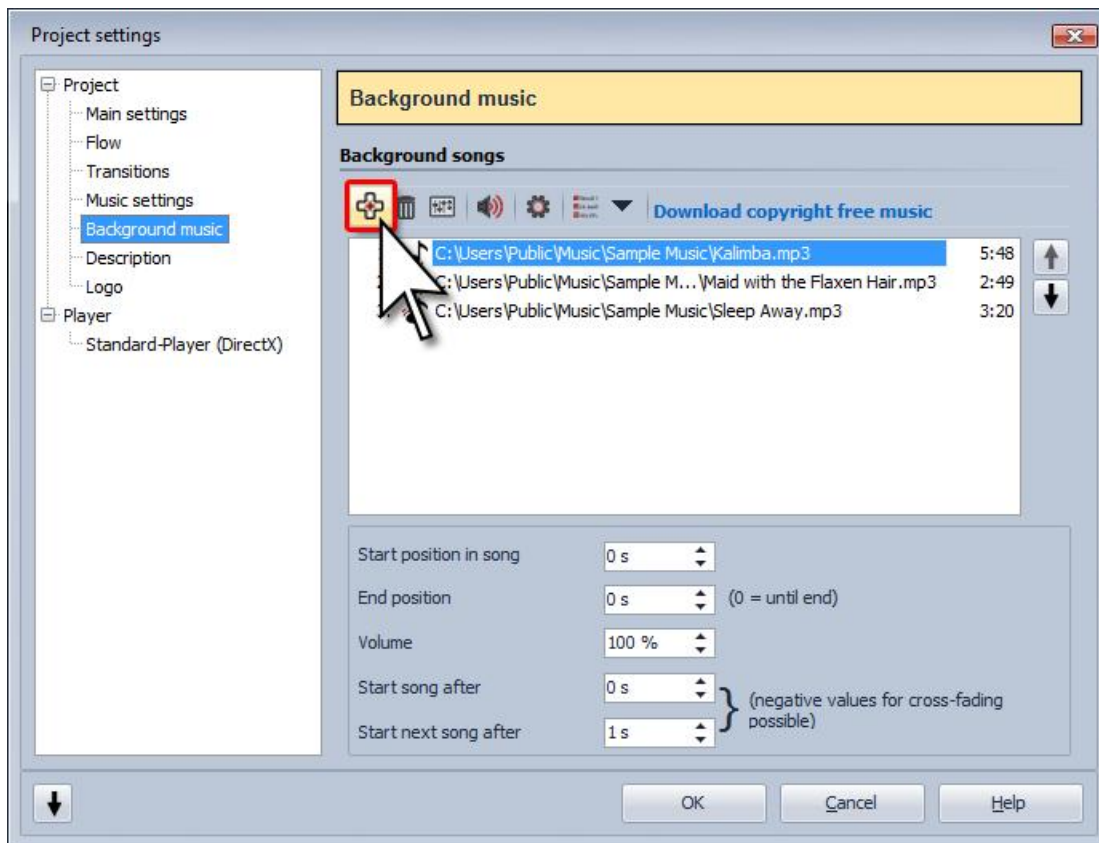 Project settings
Project
Main settings
Flow
Transitions
Music settings
Background music
Description
Logo
Player
Standard-Player (DirectX)
Background music
Background songs
Download copyright free music
C:\Users\Public\Music\Sample Music\Kalimba.mp3 5:48
C:\Users\Public\Music\Sample M...\Maid with the Flaxen Hair.mp3 2:49
C:\Users\Public\Music\Sample Music\Sleep Away.mp3 3:20
Start position in song 0 s
End position 0 s (0 = until end)
Volume 100 %
Start song after 0 s
(negative values for cross-fading
possible)
Start next song after 1 s
OK Cancel Help